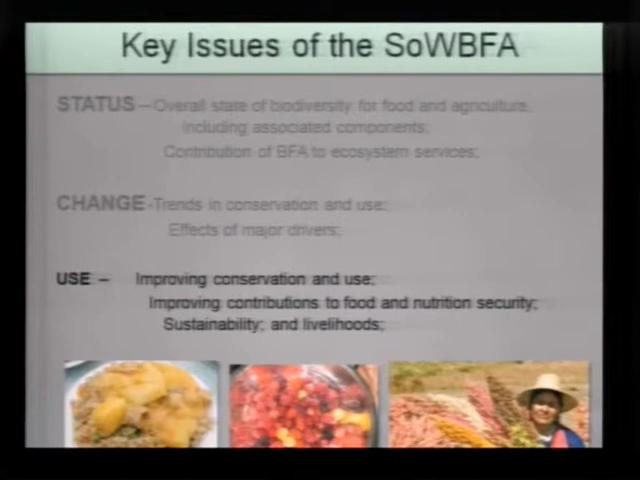 Key Issues of the SoWBFA
STATUS – Overall state of biodiversity for food and agriculture,
including associated components;
Contribution of BFA to ecosystem services;
CHANGE -Trends in conservation and use;
Effects of major drivers;
USE – Improving conservation and use;
Improving contributions to food and nutrition security;
Sustainability; and livelihoods;